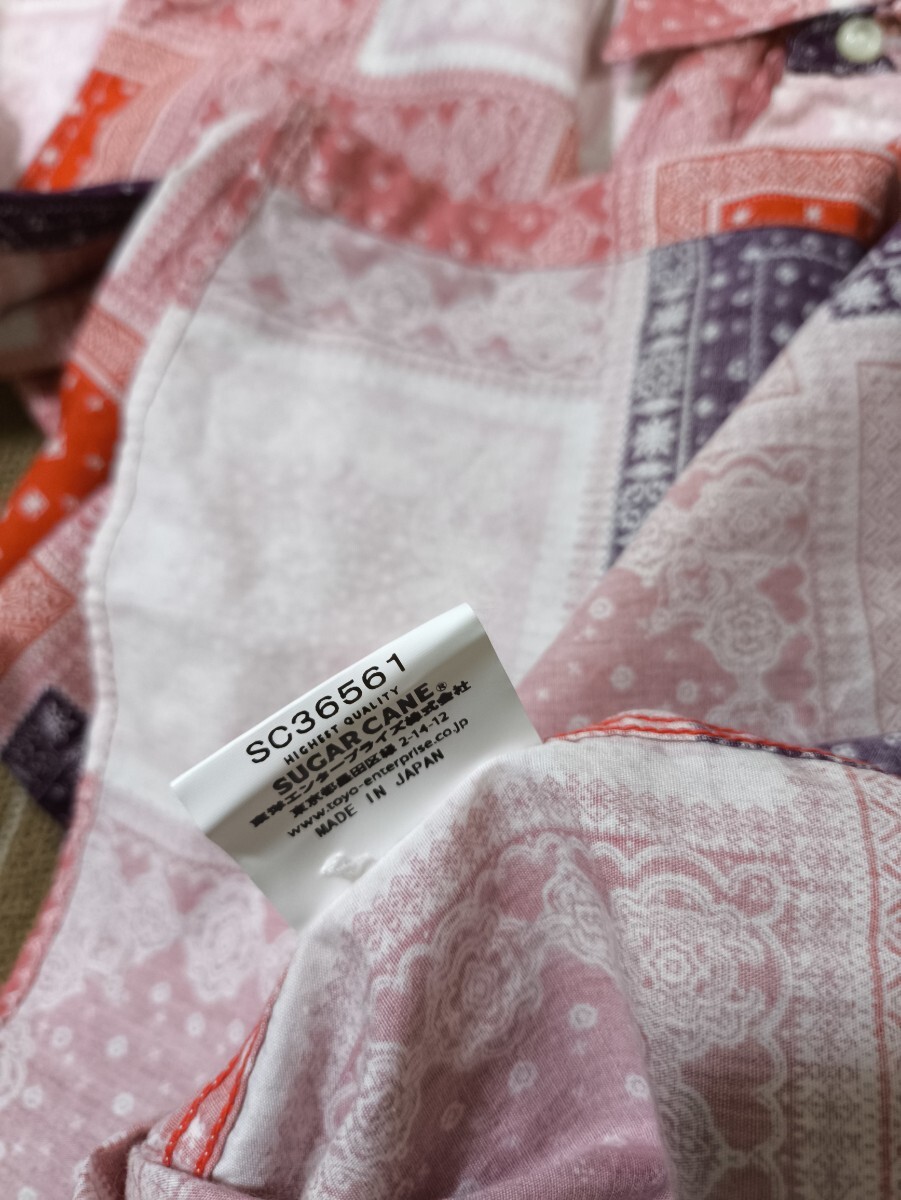 SC36561
HIGHEST QUALITY
SUGAR CANE®
東洋エンタープライズ株式会社
東京都墨田区緑 2-14-12
www.toyo-enterprise.co.jp
MADE IN JAPAN